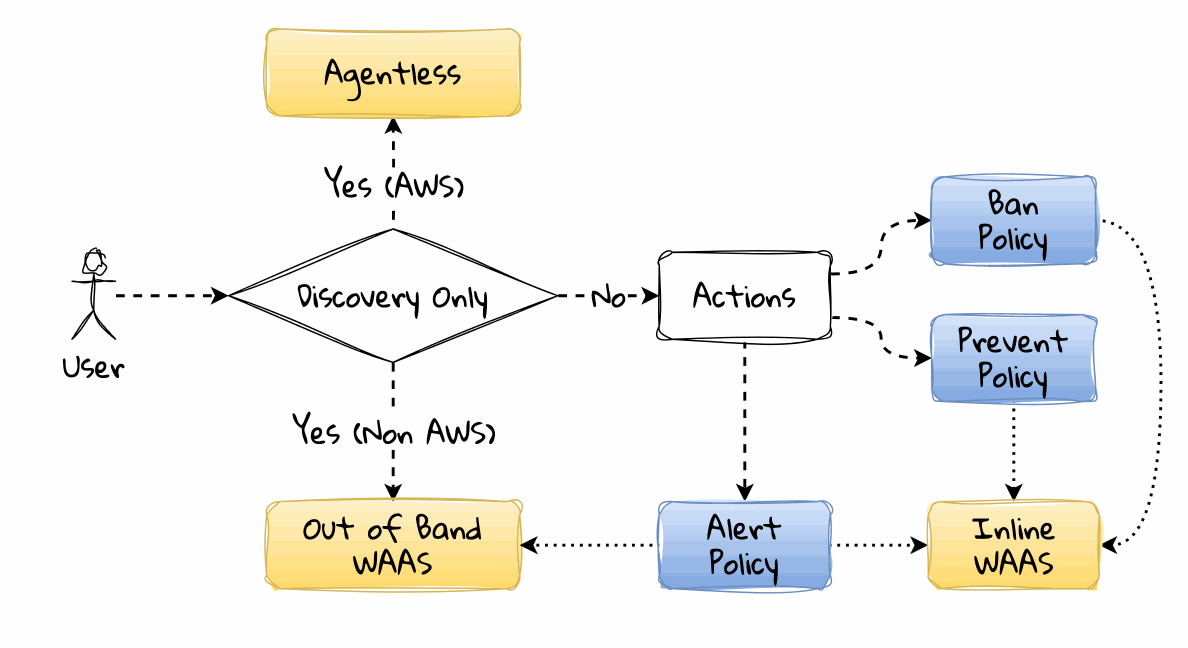 Agentless
Yes (AWS)
Ban
Policy
User
Discovery Only
No
Actions
Prevent
Policy
Yes (Non AWS)
Out of Band
WAAS
Alert
Policy
Inline
WAAS